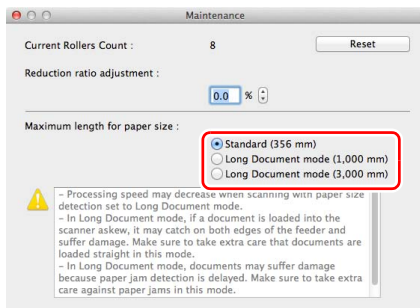 Maintenance
Current Rollers Count : 8 Reset
Reduction ratio adjustment :
0.0 %
Maximum length for paper size :
Standard (356 mm)
Long Document mode (1,000 mm)
Long Document mode (3,000 mm)
– Processing speed may decrease when scanning with paper size
detection set to Long Document mode.
– In Long Document mode, if a document is loaded into the
scanner askew, it may catch on both edges of the feeder and
suffer damage. Make sure to take extra care that documents are
loaded straight in this mode.
– In Long Document mode, documents may suffer damage
because paper jam detection is delayed. Make sure to take extra
care against paper jams in this mode.